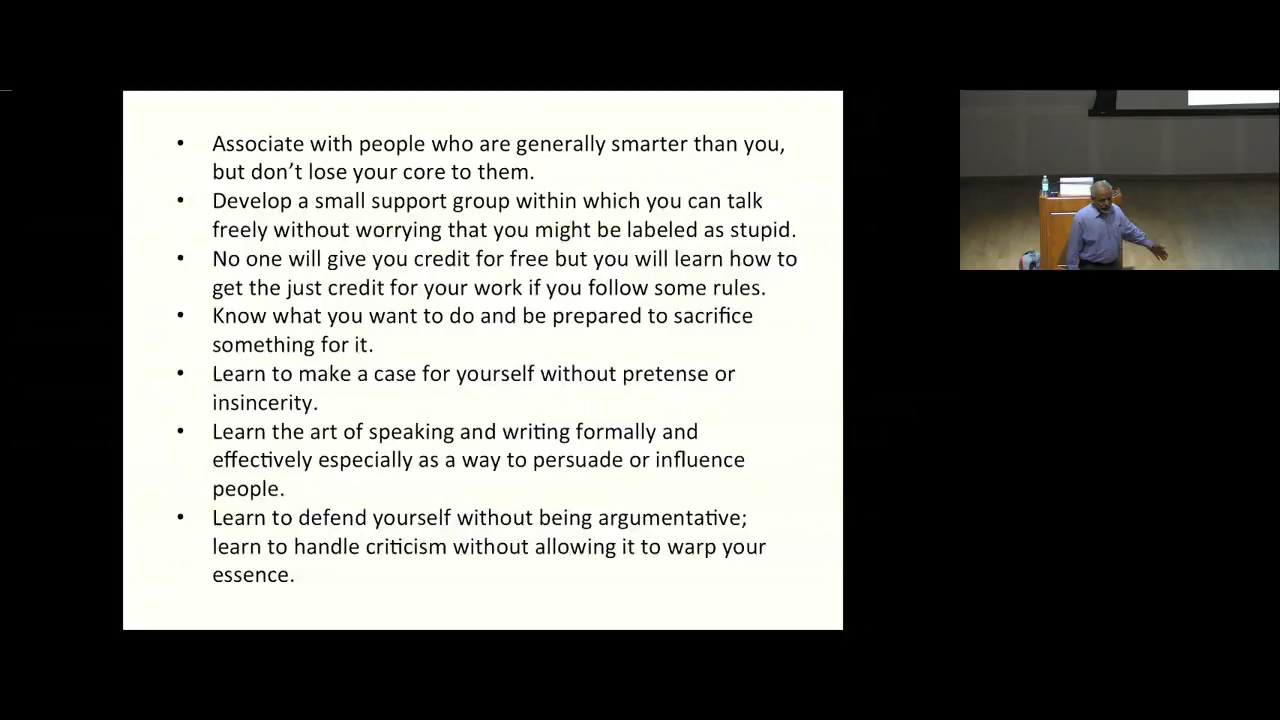 • Associate with people who are generally smarter than you,
but don’t lose your core to them.
• Develop a small support group within which you can talk
freely without worrying that you might be labeled as stupid.
• No one will give you credit for free but you will learn how to
get the just credit for your work if you follow some rules.
• Know what you want to do and be prepared to sacrifice
something for it.
• Learn to make a case for yourself without pretense or
insincerity.
• Learn the art of speaking and writing formally and
effectively especially as a way to persuade or influence
people.
• Learn to defend yourself without being argumentative;
learn to handle criticism without allowing it to warp your
essence.